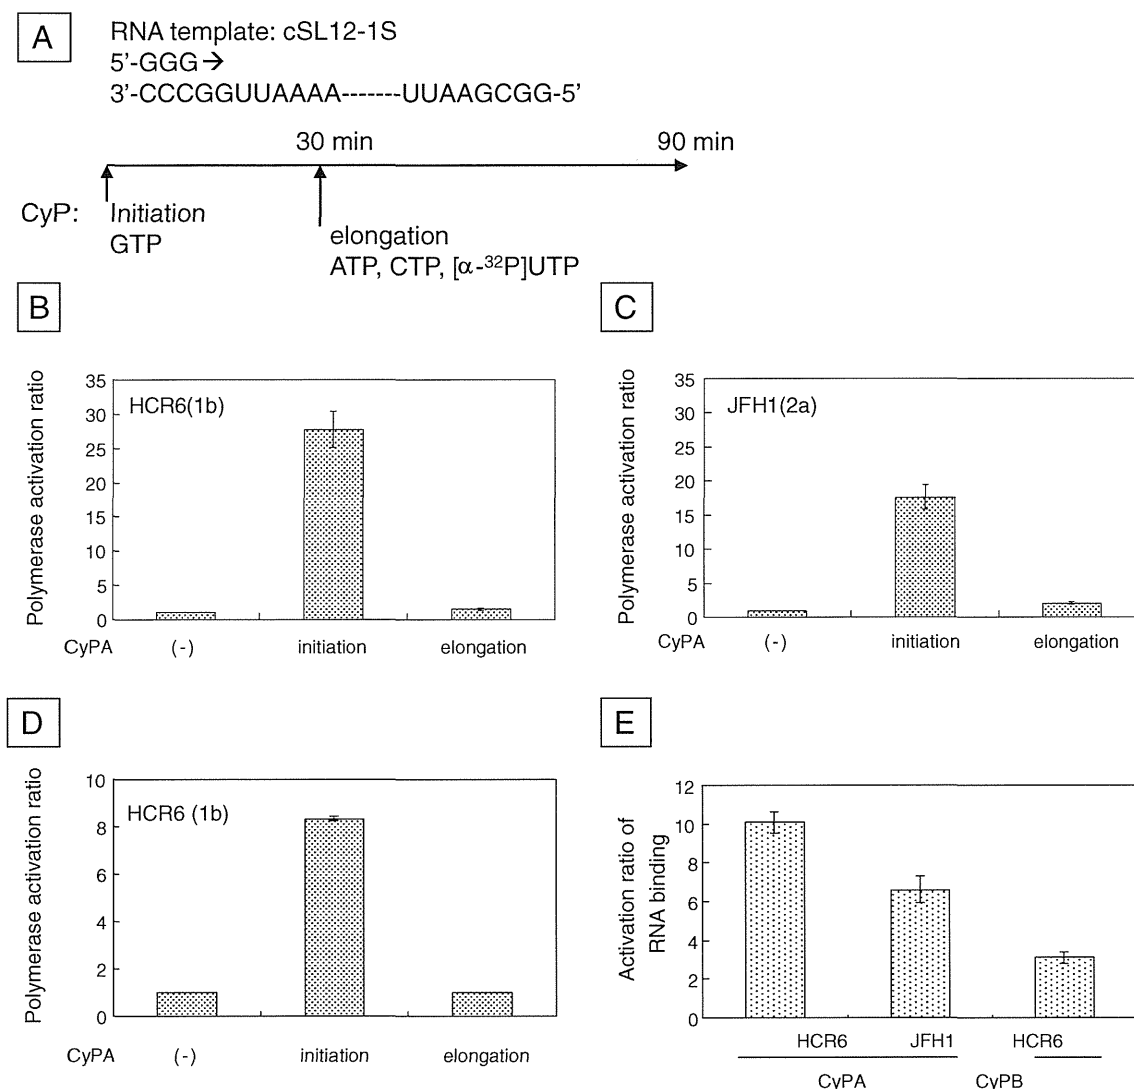 A
RNA template: cSL12-1S
5'-GGG→
3'-CCCGGUUAAAA-------UUAAGCGG-5'
30 min
90 min
CyP: Initiation
GTP
elongation
ATP, CTP, [α-³²P]UTP
B
Polymerase activation ratio
35
30
25
20
15
10
5
0
HCR6(1b)
CyPA (-) initiation elongation
C
Polymerase activation ratio
35
30
25
20
15
10
5
0
JFH1(2a)
CyPA (-) initiation elongation
D
Polymerase activation ratio
10
8
6
4
2
0
HCR6 (1b)
CyPA (-) initiation elongation
E
Activation ratio of
RNA binding
12
10
8
6
4
2
0
HCR6 JFH1 HCR6
CyPA CyPB